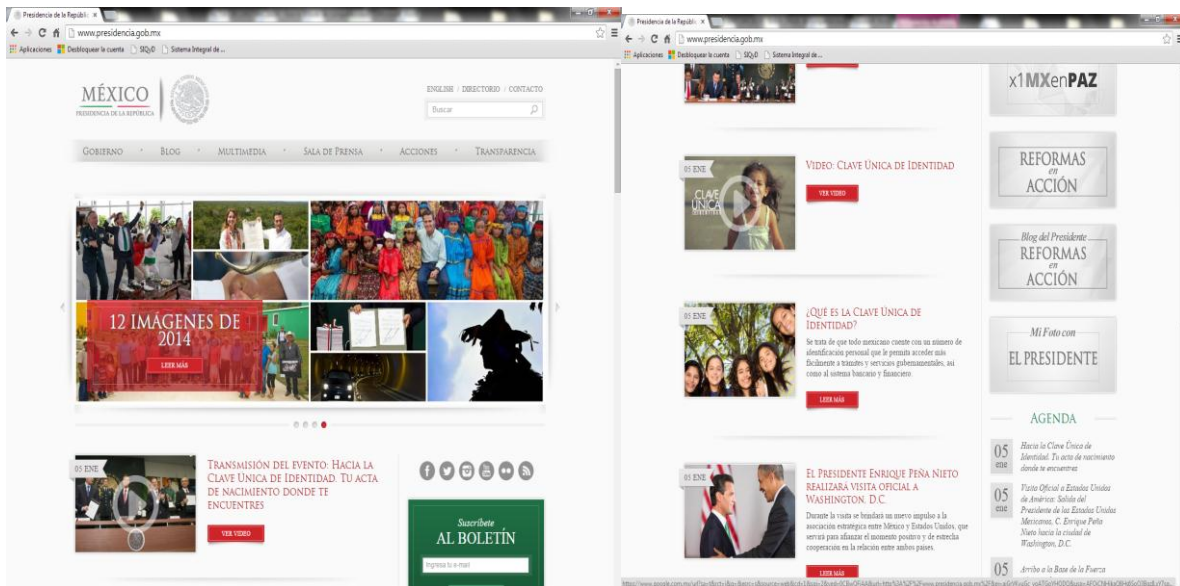 Presidencia de la Repúblic
www.presidencia.gob.mx
Aplicaciones
Desbloquear la cuenta
SIQyD
Sistema Integral de ...
MÉXICO
PRESIDENCIA DE LA REPÚBLICA
ENGLISH / DIRECTORIO / CONTACTO
Buscar
GOBIERNO
BLOG
MULTIMEDIA
SALA DE PRENSA
ACCIONES
TRANSPARENCIA
12 IMÁGENES DE
2014
LEER MÁS
05 ENE
TRANSMISIÓN DEL EVENTO: HACIA LA
CLAVE ÚNICA DE IDENTIDAD. TU ACTA
DE NACIMIENTO DONDE TE
ENCUENTRES
VER VIDEO
Suscríbete
AL BOLETÍN
Ingresa tu e-mail
Presidencia de la Repúblic
www.presidencia.gob.mx
Aplicaciones
Desbloquear la cuenta
SIQyD
Sistema Integral de ...
05 ENE
CLAVE
ÚNICA
VIDEO: CLAVE ÚNICA DE IDENTIDAD
VER VIDEO
05 ENE
¿QUÉ ES LA CLAVE ÚNICA DE
IDENTIDAD?
Se trata de que todo mexicano cuente con un número de
identificación personal que le permita acceder más
fácilmente a trámites y servicios gubernamentales, así
como al sistema bancario y financiero.
LEER MÁS
05 ENE
EL PRESIDENTE ENRIQUE PEÑA NIETO
REALIZARÁ VISITA OFICIAL A
WASHINGTON, D.C.
Durante la visita se brindará un nuevo impulso a la
asociación estratégica entre México y Estados Unidos, que
servirá para afianzar el momento positivo y de estrecha
cooperación en la relación entre ambos países.
LEER MÁS
x1MXenPAZ
REFORMAS
en
ACCIÓN
Blog del Presidente
REFORMAS
en
ACCIÓN
Mi Foto con
EL PRESIDENTE
AGENDA
05
ene
Hacia la Clave Única de
Identidad. Tu acta de nacimiento
donde te encuentres
05
ene
Visita Oficial a Estados Unidos
de América: Salida del
Presidente de los Estados Unidos
Mexicanos, C. Enrique Peña
Nieto hacia la ciudad de
Washington, D.C.
05
Arribo a la Base de la Fuerza